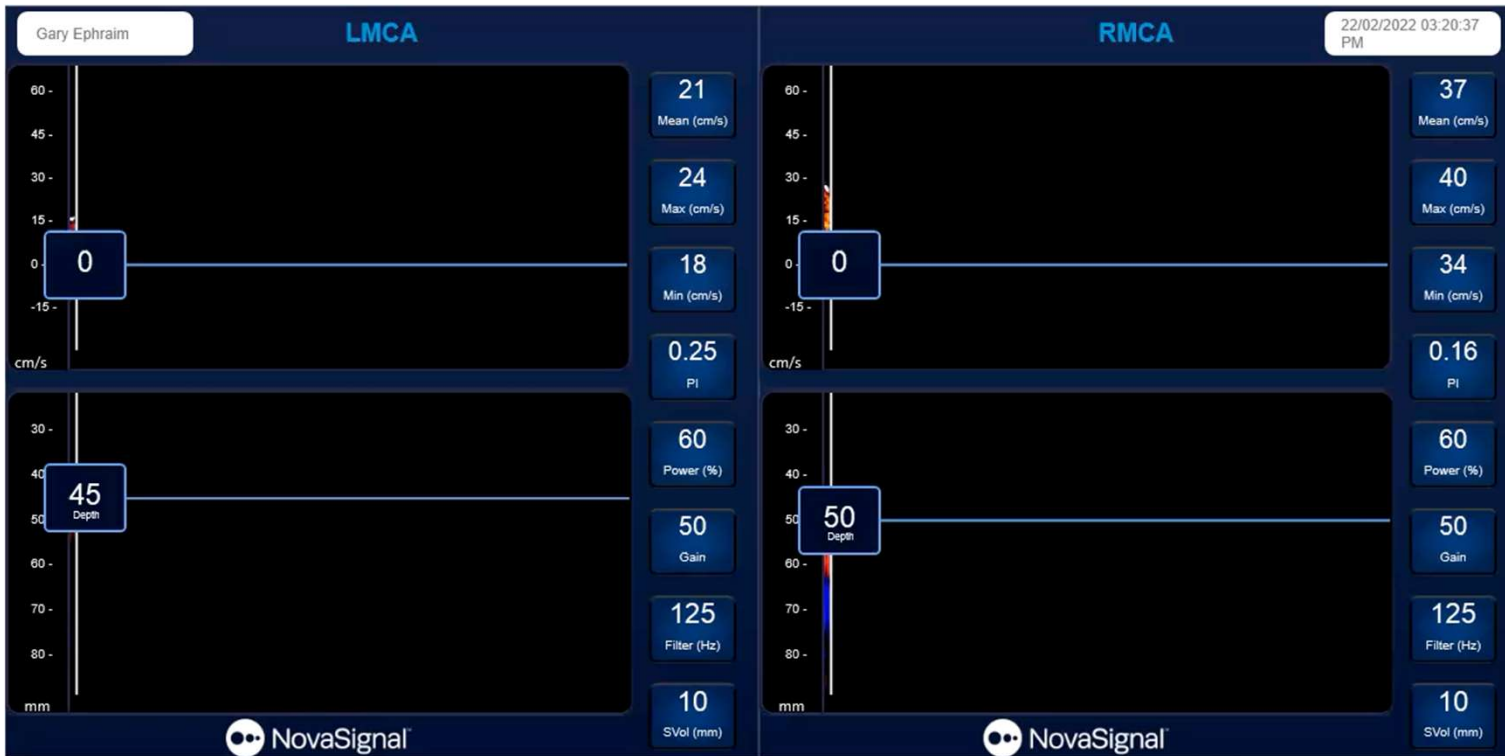 Gary Ephraim
LMCA
60 -
45 -
30 -
15 -
0 -
-15 -
cm/s
0
21
Mean (cm/s)
24
Max (cm/s)
18
Min (cm/s)
0.25
PI
30 -
40
50
60 -
70 -
80 -
mm
45
Depth
60
Power (%)
50
Gain
125
Filter (Hz)
10
SVol (mm)
NovaSignal™
RMCA
22/02/2022 03:20:37
PM
60 -
45 -
30 -
15 -
0 -
-15 -
cm/s
0
37
Mean (cm/s)
40
Max (cm/s)
34
Min (cm/s)
0.16
PI
30 -
40 -
50
60 -
70 -
80 -
mm
50
Depth
60
Power (%)
50
Gain
125
Filter (Hz)
10
SVol (mm)
NovaSignal™